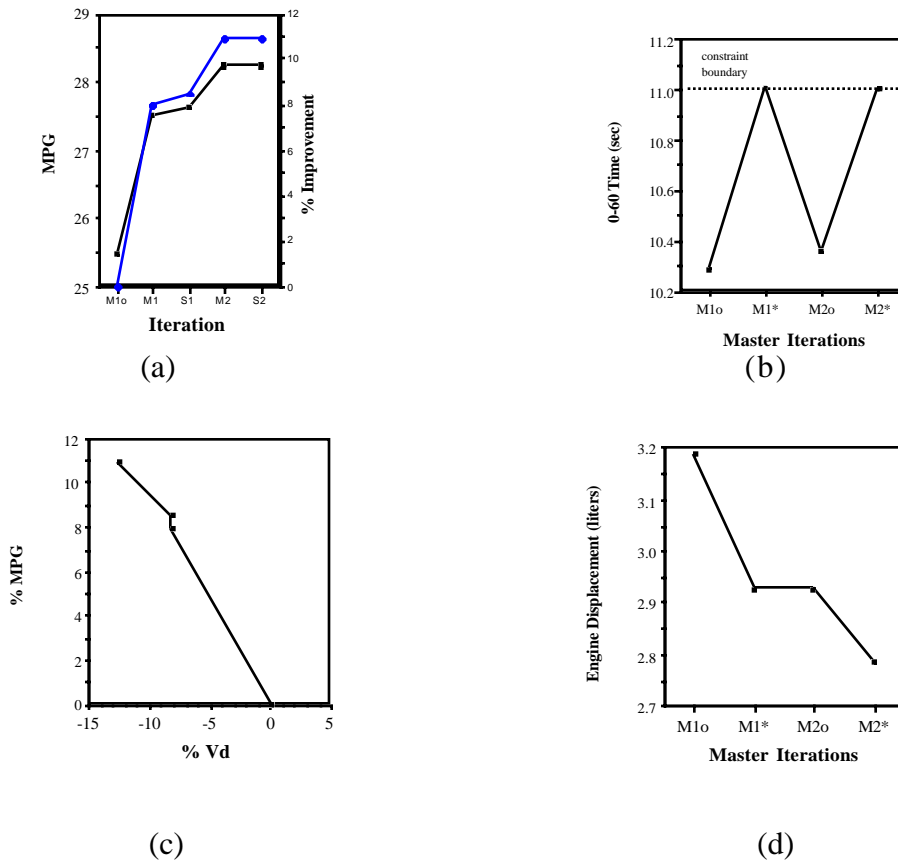 29
28
27
26
25
MPG
12
10
8
6
4
2
0
% Improvement
M1o M1 S1 M2 S2
Iteration
(a)
11.2
11.0
10.8
10.6
10.4
10.2
0-60 Time (sec)
constraint
boundary
M1o M1* M2o M2*
Master Iterations
(b)
12
10
8
6
4
2
0
% MPG
-15 -10 -5 0 5
% Vd
(c)
3.2
3.1
3.0
2.9
2.8
2.7
Engine Displacement (liters)
M1o M1* M2o M2*
Master Iterations
(d)